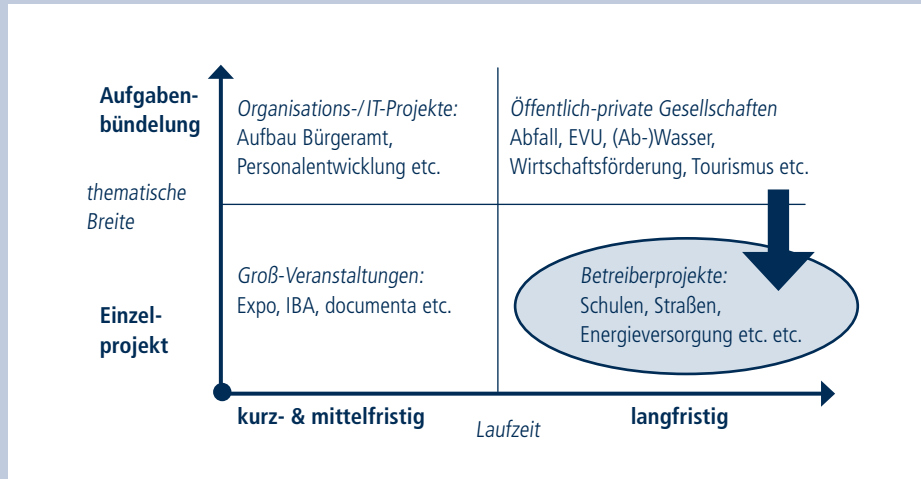 Aufgaben-
bündelung
thematische
Breite
Einzel-
projekt
Organisations-/IT-Projekte:
Aufbau Bürgeramt,
Personalentwicklung etc.
Öffentlich-private Gesellschaften
Abfall, EVU, (Ab-)Wasser,
Wirtschaftsförderung, Tourismus etc.
Groß-Veranstaltungen:
Expo, IBA, documenta etc.
Betreiberprojekte:
Schulen, Straßen,
Energieversorgung etc. etc.
kurz- & mittelfristig
Laufzeit
langfristig